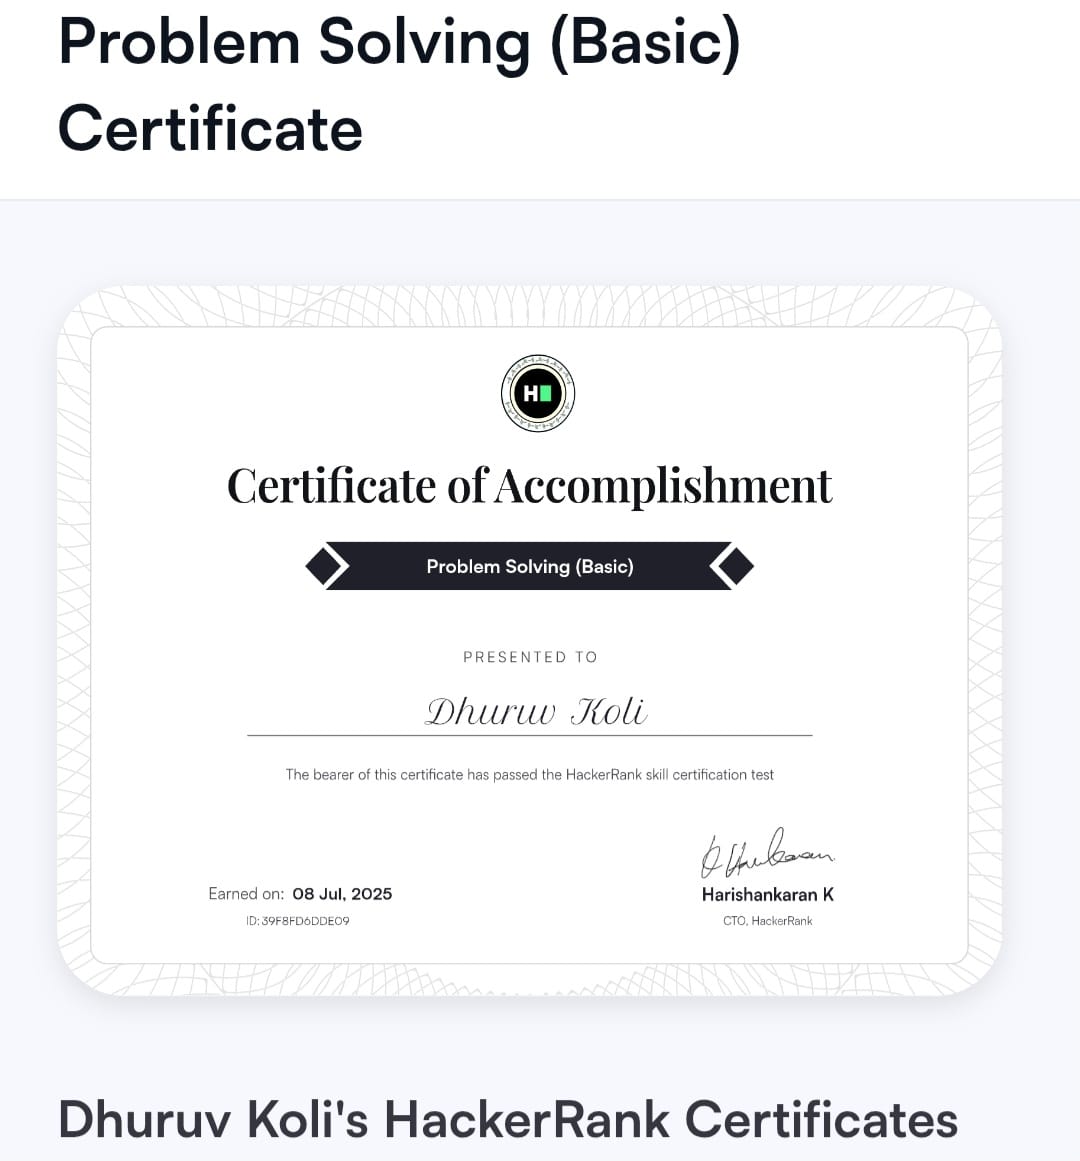 Problem Solving (Basic)
Certificate
H
Certificate of Accomplishment
Problem Solving (Basic)
PRESENTED TO
Dhuruv Koli
The bearer of this certificate has passed the HackerRank skill certification test
Earned on: 08 Jul, 2025
ID: 39F8FD6DDE09
Harishankaran K
CTO, HackerRank
Dhuruv Koli's HackerRank Certificates